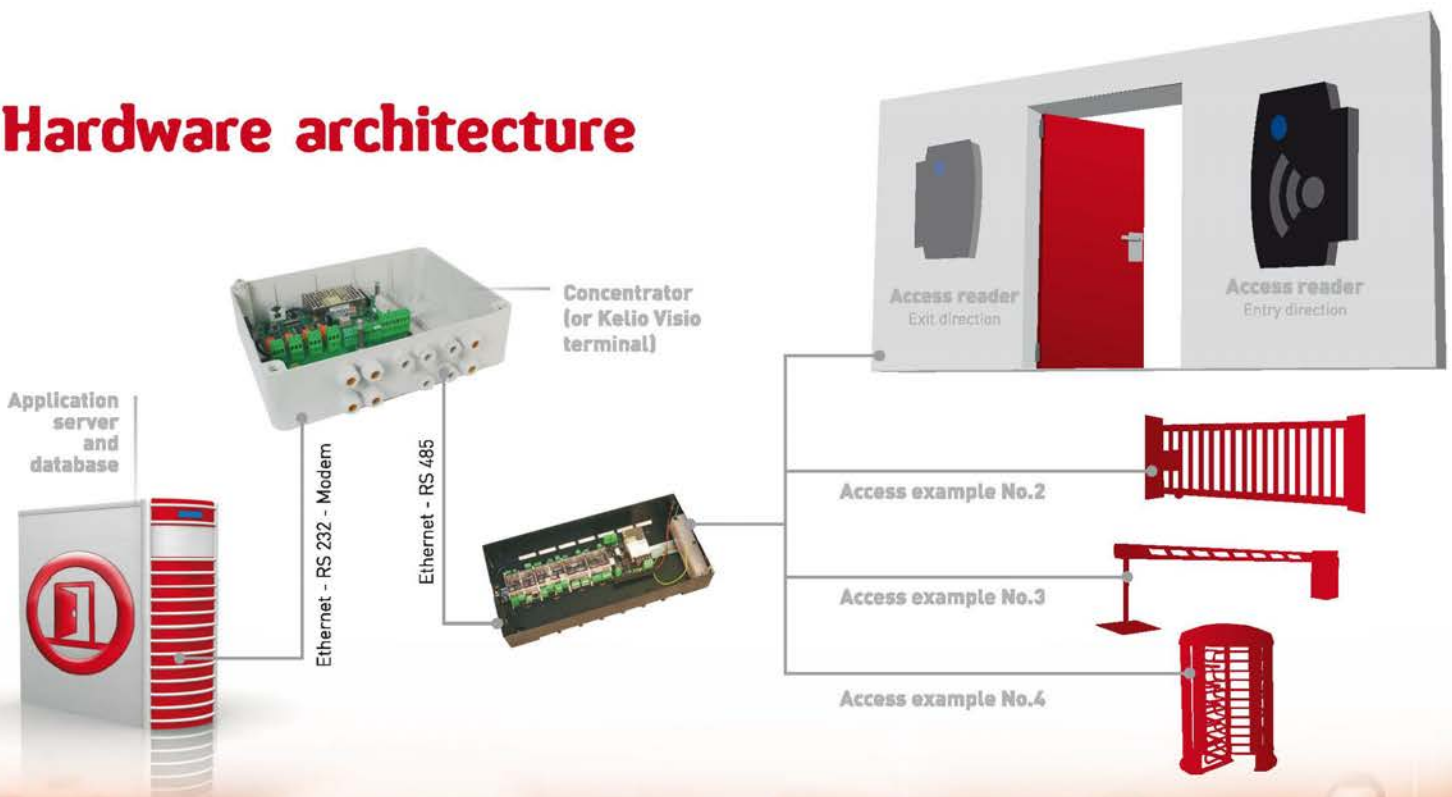 Hardware architecture
Concentrator
(or Kelio Visio
terminal)
Application
server
and
database
Ethernet - RS 232 - Modem
Ethernet - RS 485
Access reader
Exit direction
Access reader
Entry direction
Access example No.2
Access example No.3
Access example No.4